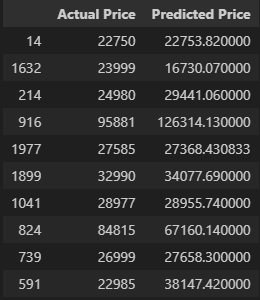 Actual Price Predicted Price
14 22750 22753.820000
1632 23999 16730.070000
214 24980 29441.060000
916 95881 126314.130000
1977 27585 27368.430833
1899 32990 34077.690000
1041 28977 28955.740000
824 84815 67160.140000
739 26999 27658.300000
591 22985 38147.420000